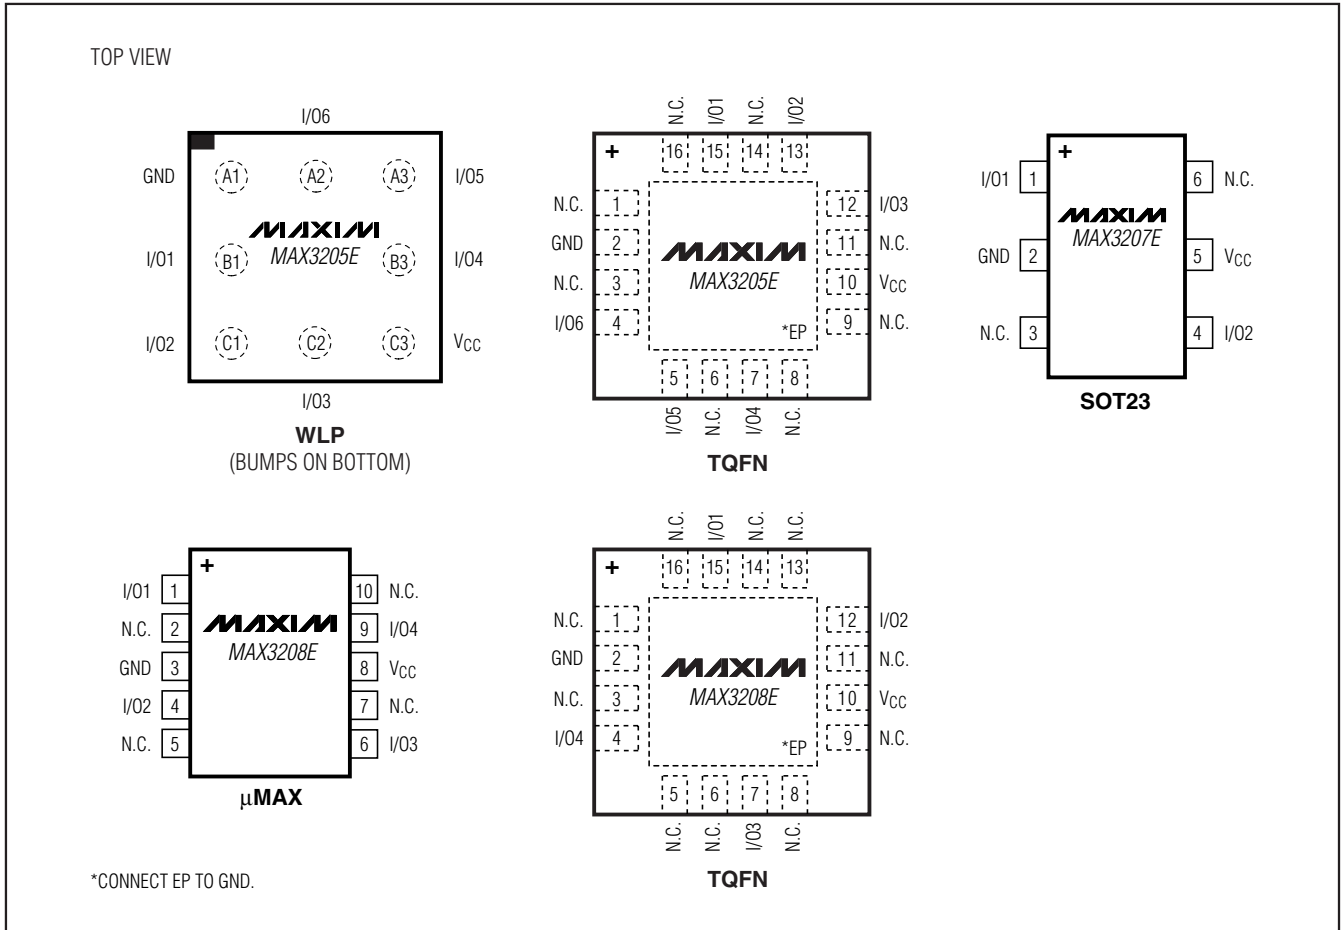 TOP VIEW
I/O6
GND A1 A2 A3 I/O5
MAXIM
I/O1 B1 MAX3205E B3 I/O4
I/O2 C1 C2 C3 VCC
I/O3
WLP
(BUMPS ON BOTTOM)
N.C. I/O1 N.C. I/O2
+ 16 15 14 13
N.C. 1 12 I/O3
GND 2 MAXIM 11 N.C.
N.C. 3 MAX3205E 10 VCC
I/O6 4 *EP 9 N.C.
5 6 7 8
I/O5 N.C. I/O4 N.C.
TQFN
+
I/O1 1 6 N.C.
MAXIM
MAX3207E
GND 2 5 VCC
N.C. 3 4 I/O2
SOT23
+
I/O1 1 10 N.C.
N.C. 2 MAXIM 9 I/O4
MAX3208E
GND 3 8 VCC
I/O2 4 7 N.C.
N.C. 5 6 I/O3
µMAX
N.C. I/O1 N.C. N.C.
+ 16 15 14 13
N.C. 1 12 I/O2
GND 2 MAXIM 11 N.C.
N.C. 3 MAX3208E 10 VCC
I/O4 4 *EP 9 N.C.
5 6 7 8
N.C. N.C. I/O3 N.C.
TQFN
*CONNECT EP TO GND.